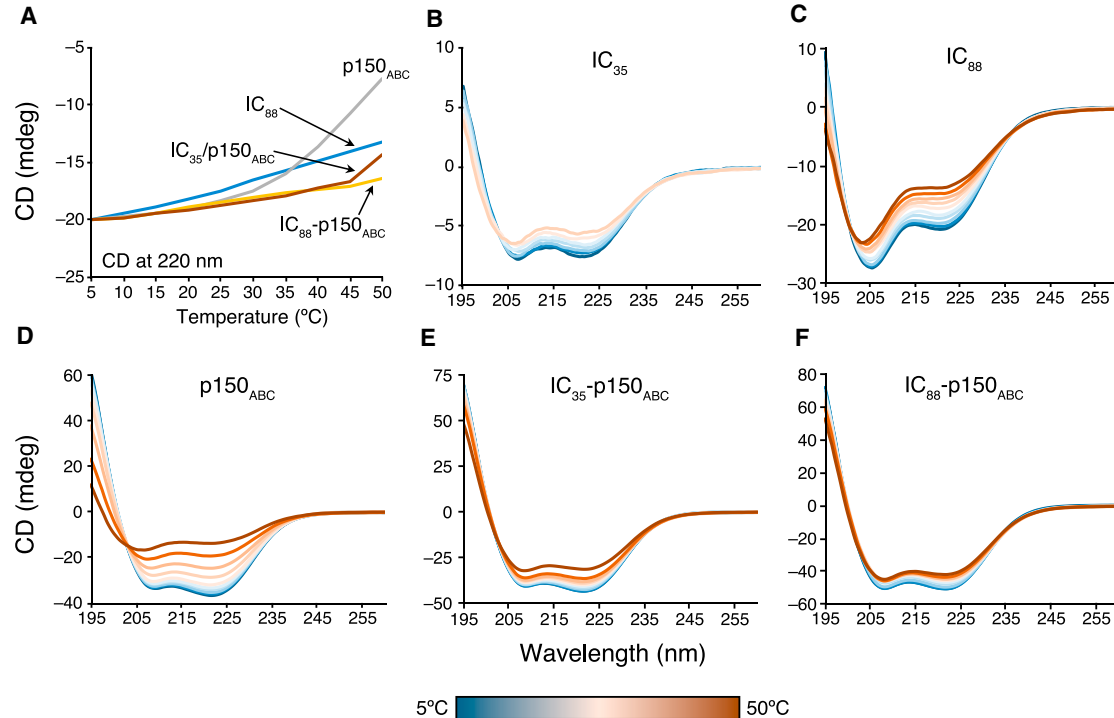 A
−5
−10
−15
−20
−25
CD (mdeg)
p150ABC
IC88
IC35/p150ABC
IC88-p150ABC
CD at 220 nm
5 10 15 20 25 30 35 40 45 50
Temperature (ºC)
B
IC35
10
5
0
−5
−10
195 205 215 225 235 245 255
C
IC88
10
0
−10
−20
−30
195 205 215 225 235 245 255
D
p150ABC
60
40
20
0
−20
−40
CD (mdeg)
195 205 215 225 235 245 255
E
IC35-p150ABC
75
50
25
0
−25
−50
195 205 215 225 235 245 255
F
IC88-p150ABC
80
60
40
20
0
−20
−40
−60
195 205 215 225 235 245 255
Wavelength (nm)
5ºC 50ºC